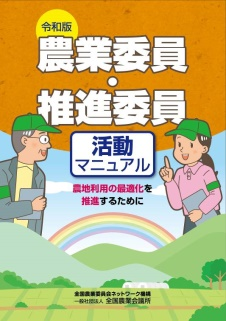 令和版
農業委員
・
推進委員
活動
マニュアル
農地利用の最適化を
推進するために
全国農業委員会ネットワーク機構
一般社団法人 全国農業会議所